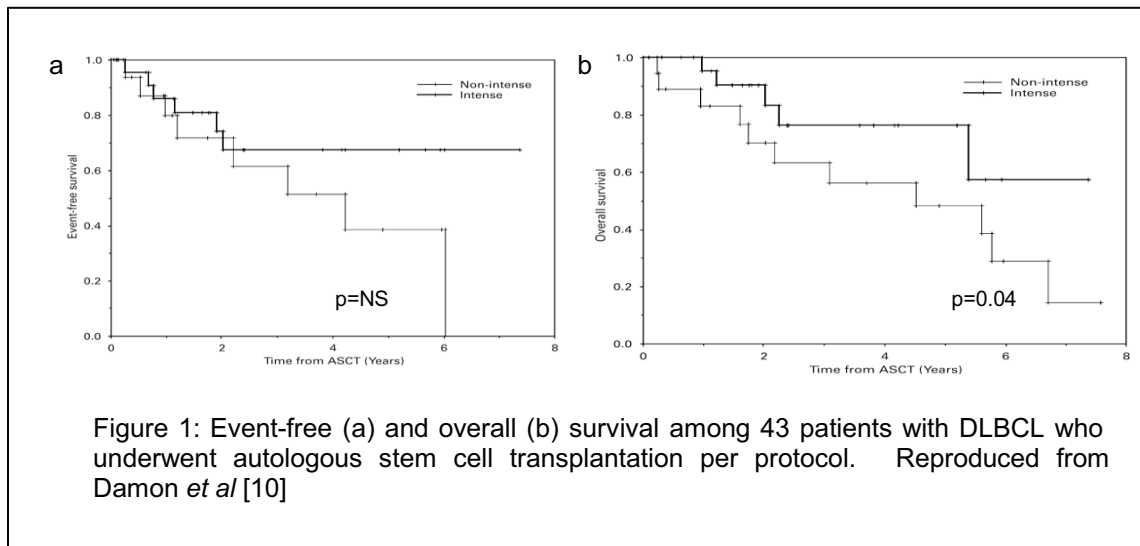 a
Non-intense
Intense
Event-free survival
1.0
0.8
0.6
0.4
0.2
0.0
p=NS
0 2 4 6 8
Time from ASCT (Years)
b
Non-intense
Intense
Overall survival
1.0
0.8
0.6
0.4
0.2
0.0
p=0.04
0 2 4 6 8
Time from ASCT (Years)
Figure 1: Event-free (a) and overall (b) survival among 43 patients with DLBCL who
underwent autologous stem cell transplantation per protocol. Reproduced from
Damon et al [10]